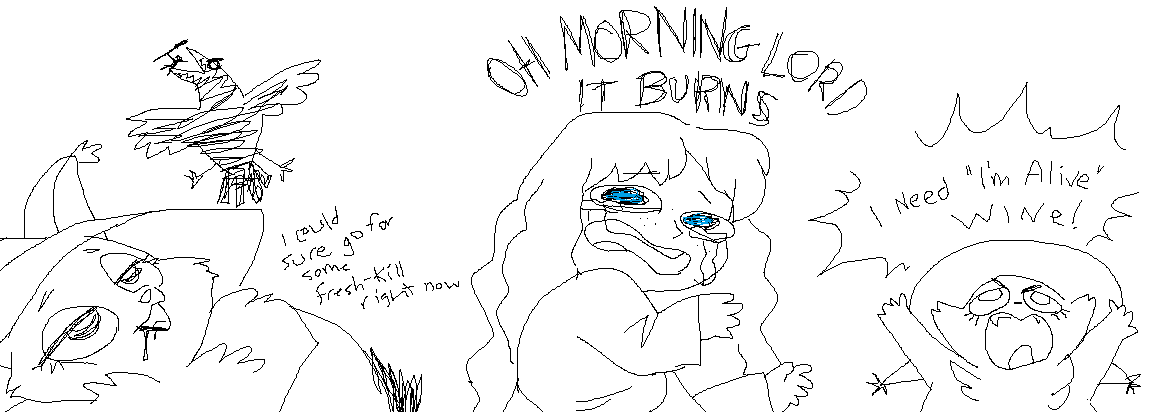 I could
sure go for
some
fresh-kill
right now
OH MORNING LORD
IT BURNS
I Need "I'm Alive"
WINE!